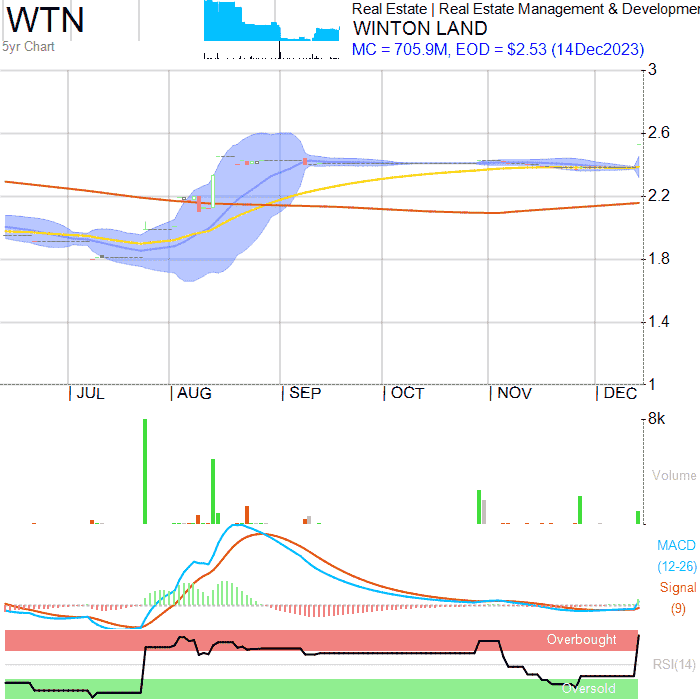 WTN
5yr Chart
Real Estate | Real Estate Management & Developmen
WINTON LAND
MC = 705.9M, EOD = $2.53 (14Dec2023)
3
2.6
2.2
1.8
1.4
1
| JUL | AUG | SEP | OCT | NOV | DEC
8k
Volume
MACD
(12-26)
Signal
(9)
Overbought
RSI(14)
Oversold